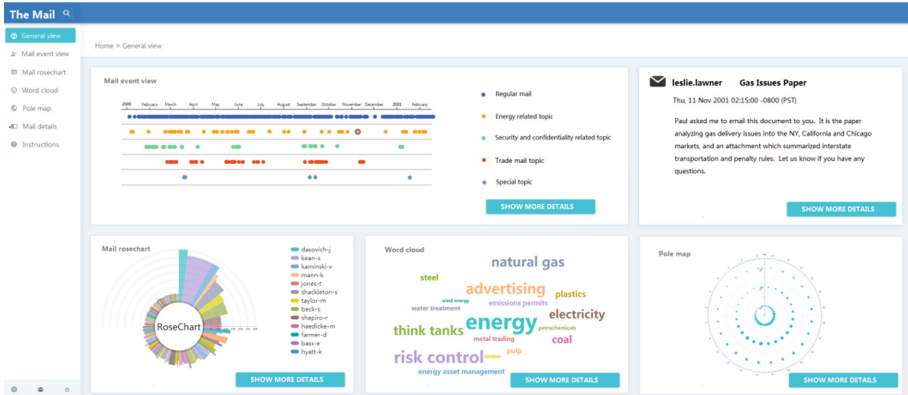 The Mail
General view
Mail event view
Mail rosechart
Word cloud
Pole map
Mail details
Instructions
Home > General view
Mail event view
2000 February March April May June July August September October November December 2001 February
Regular mail
Energy related topic
Security and confidentiality related topic
Trade mail topic
Special topic
SHOW MORE DETAILS
leslie.lawner Gas Issues Paper
Thu, 11 Nov 2001 02:15:00 -0800 (PST)
Paul asked me to email this document to you. It is the paper
analyzing gas delivery issues into the NY, California and Chicago
markets, and an attachment which summarized interstate
transportation and penalty rules. Let us know if you have any
questions.
SHOW MORE DETAILS
Mail rosechart
RoseChart
dasovich-j
kean-s
kaminski-v
mann-k
jones-t
shackleton-s
taylor-m
beck-s
shapiro-r
haedicke-m
farmer-d
bass-e
hyatt-k
SHOW MORE DETAILS
Word cloud
natural gas
steel
advertising
plastics
wind energy
emissions permits
water treatment
electricity
energy
think tanks
petrochemicals
metal trading
coal
pulp
risk control
timber
energy asset management
SHOW MORE DETAILS
Pole map
SHOW MORE DETAILS